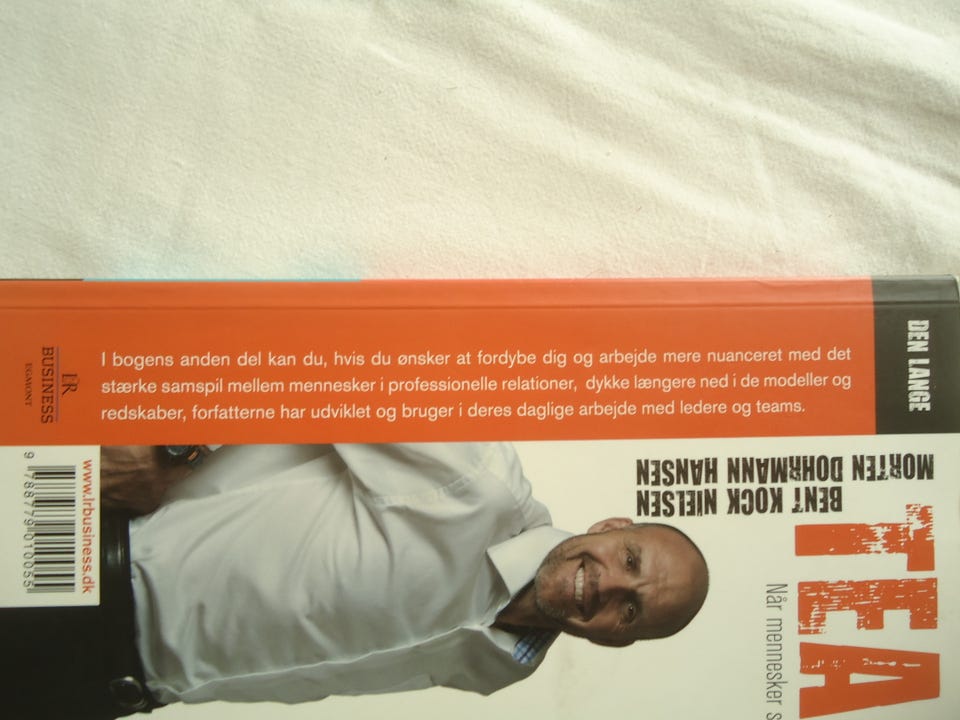 DEN LANGE
I bogens anden del kan du, hvis du ønsker at fordybe dig og arbejde mere nuanceret med det
stærke samspil mellem mennesker i professionelle relationer, dykke længere ned i de modeller og
redskaber, forfatterne har udviklet og bruger i deres daglige arbejde med ledere og teams.
LR
BUSINESS
EGMONT
MORTEN DOHRMANN HANSEN
BENT KOCK NIELSEN
TEA
Når mennesker s
www.lrbusiness.dk
9 788779 010055